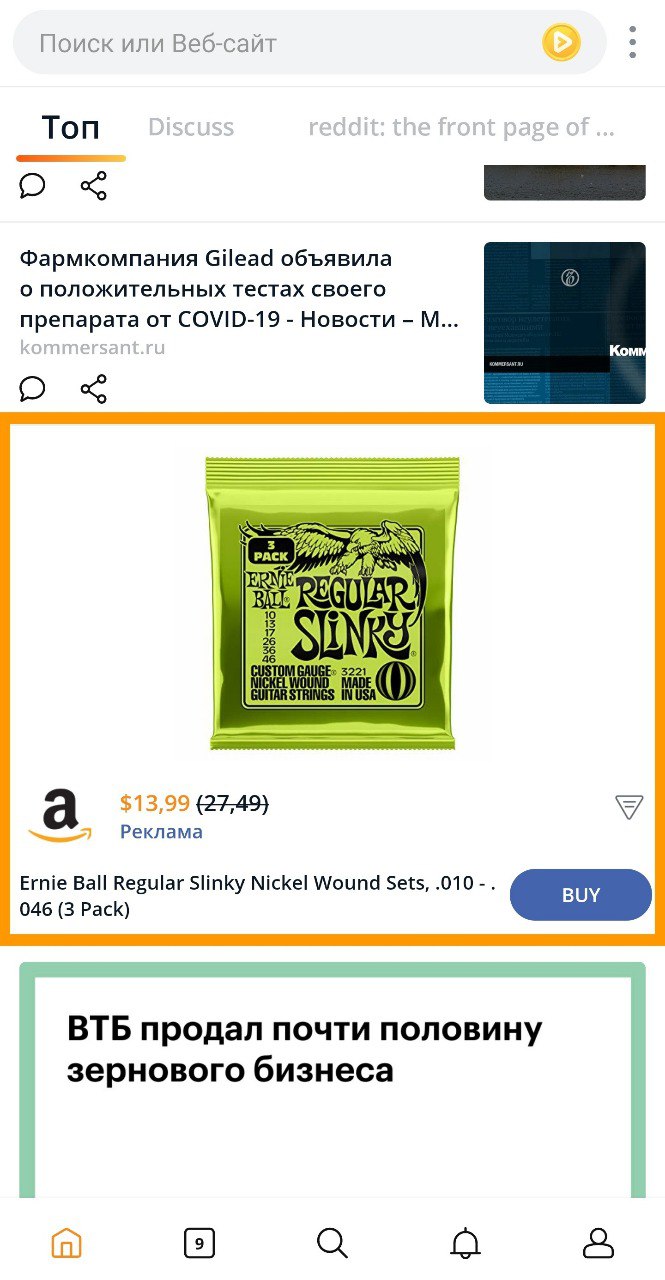 Поиск или Веб-сайт
Топ
Discuss
reddit: the front page of ...
Фармкомпания Gilead объявила
о положительных тестах своего
препарата от COVID-19 - Новости – М...
kommersant.ru
KOMMERSANT.RU
Комм
3
PACK
ERNIE
BALL®
REGULAR
SLINKY®
10
13
17
26
36
46
CUSTOM GAUGE® 3221
NICKEL WOUND MADE
GUITAR STRINGS IN USA
a
$13,99 (27,49)
Реклама
Ernie Ball Regular Slinky Nickel Wound Sets, .010 - .
046 (3 Pack)
BUY
ВТБ продал почти половину
зернового бизнеса
9